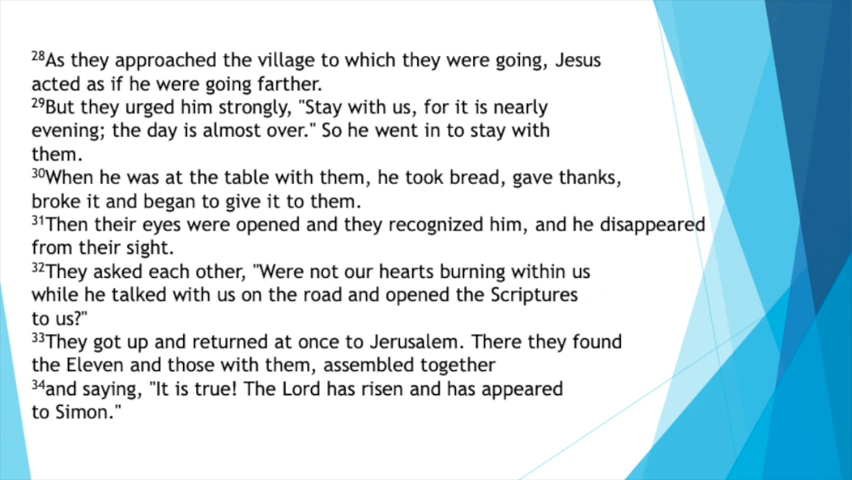 28As they approached the village to which they were going, Jesus
acted as if he were going farther.
29But they urged him strongly, "Stay with us, for it is nearly
evening; the day is almost over." So he went in to stay with
them.
30When he was at the table with them, he took bread, gave thanks,
broke it and began to give it to them.
31Then their eyes were opened and they recognized him, and he disappeared
from their sight.
32They asked each other, "Were not our hearts burning within us
while he talked with us on the road and opened the Scriptures
to us?"
33They got up and returned at once to Jerusalem. There they found
the Eleven and those with them, assembled together
34and saying, "It is true! The Lord has risen and has appeared
to Simon."